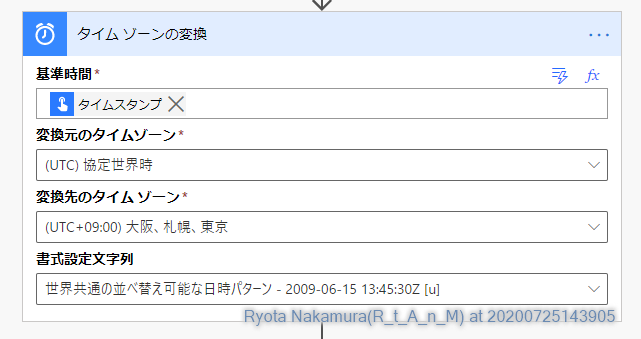 タイム ゾーンの変換
基準時間*
fx
タイムスタンプ
変換元のタイムゾーン*
(UTC) 協定世界時
変換先のタイム ゾーン*
(UTC+09:00) 大阪、札幌、東京
書式設定文字列
世界共通の並べ替え可能な日時パターン - 2009-06-15 13:45:30Z [u]
Ryota Nakamura(R_t_A_n_M) at 20200725143905